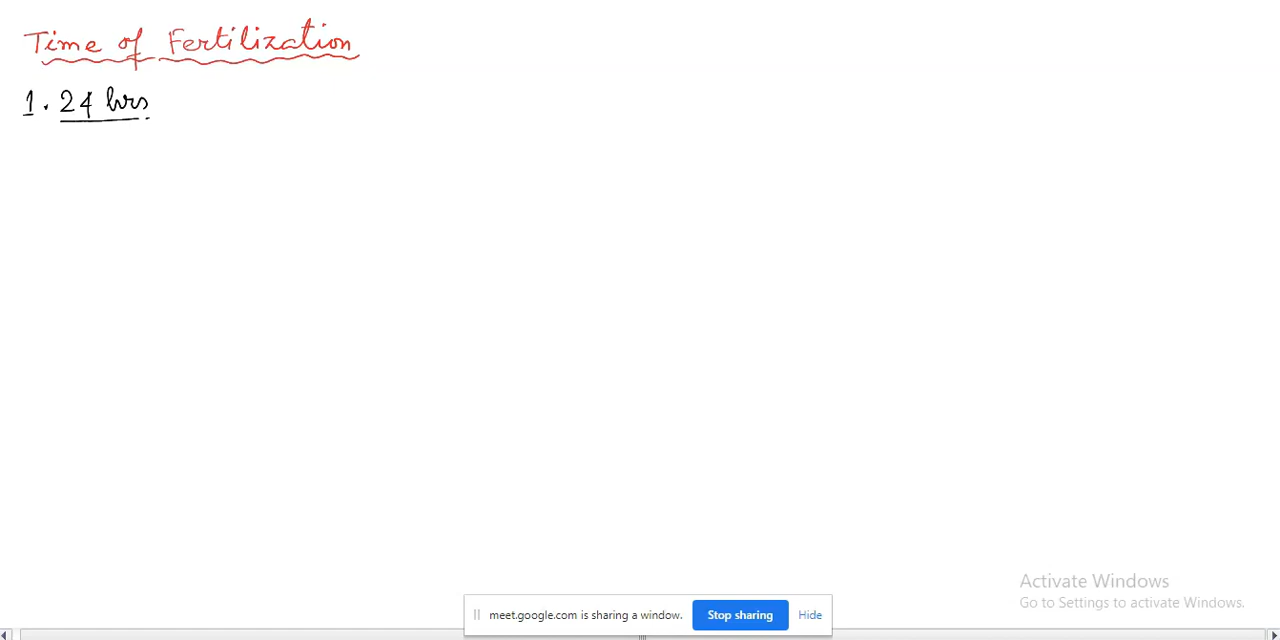 Time of Fertilization
1. 24 hrs
Activate Windows
Go to Settings to activate Windows.
meet.google.com is sharing a window. Stop sharing Hide